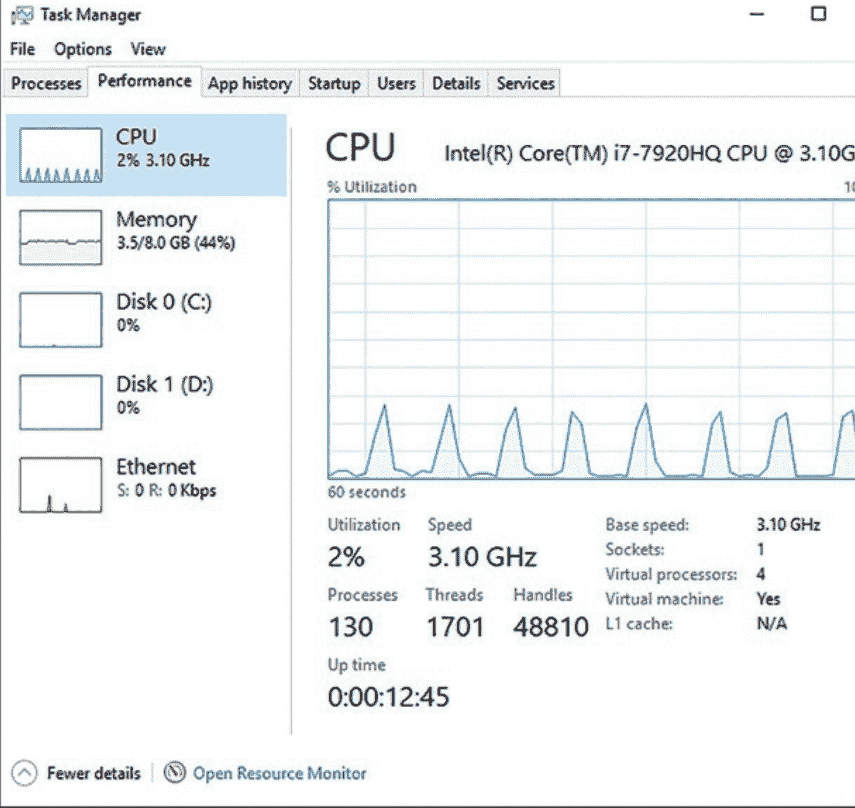 Task Manager
File Options View
Processes Performance App history Startup Users Details Services
CPU
2% 3.10 GHz
Memory
3.5/8.0 GB (44%)
Disk 0 (C:)
0%
Disk 1 (D:)
0%
Ethernet
S: 0 R: 0 Kbps
CPU Intel(R) Core(TM) i7-7920HQ CPU @ 3.10G
% Utilization 10
60 seconds
Utilization Speed
2% 3.10 GHz
Processes Threads Handles
130 1701 48810
Up time
0:00:12:45
Base speed: 3.10 GHz
Sockets: 1
Virtual processors: 4
Virtual machine: Yes
L1 cache: N/A
Fewer details Open Resource Monitor